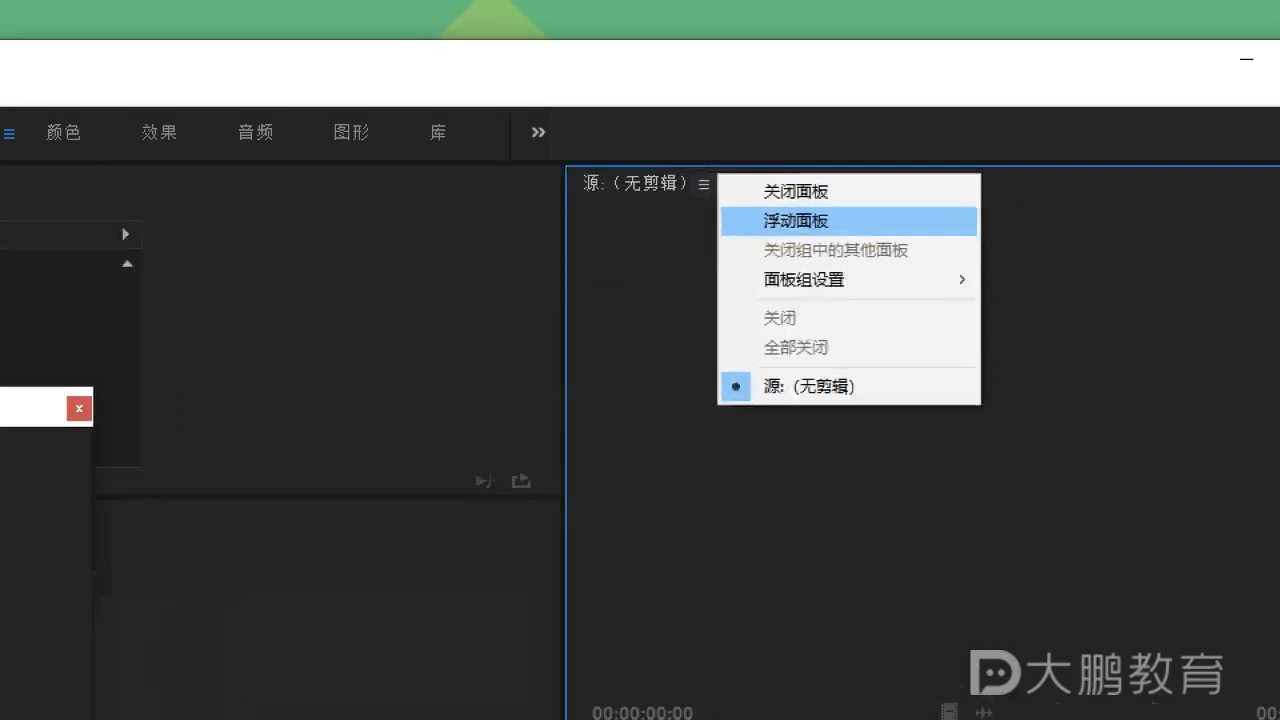 颜色 效果 音频 图形 库
源:（无剪辑）
关闭面板
浮动面板
关闭组中的其他面板
面板组设置
关闭
全部关闭
源:（无剪辑）
x
大鹏教育
00:00:00:00
00: